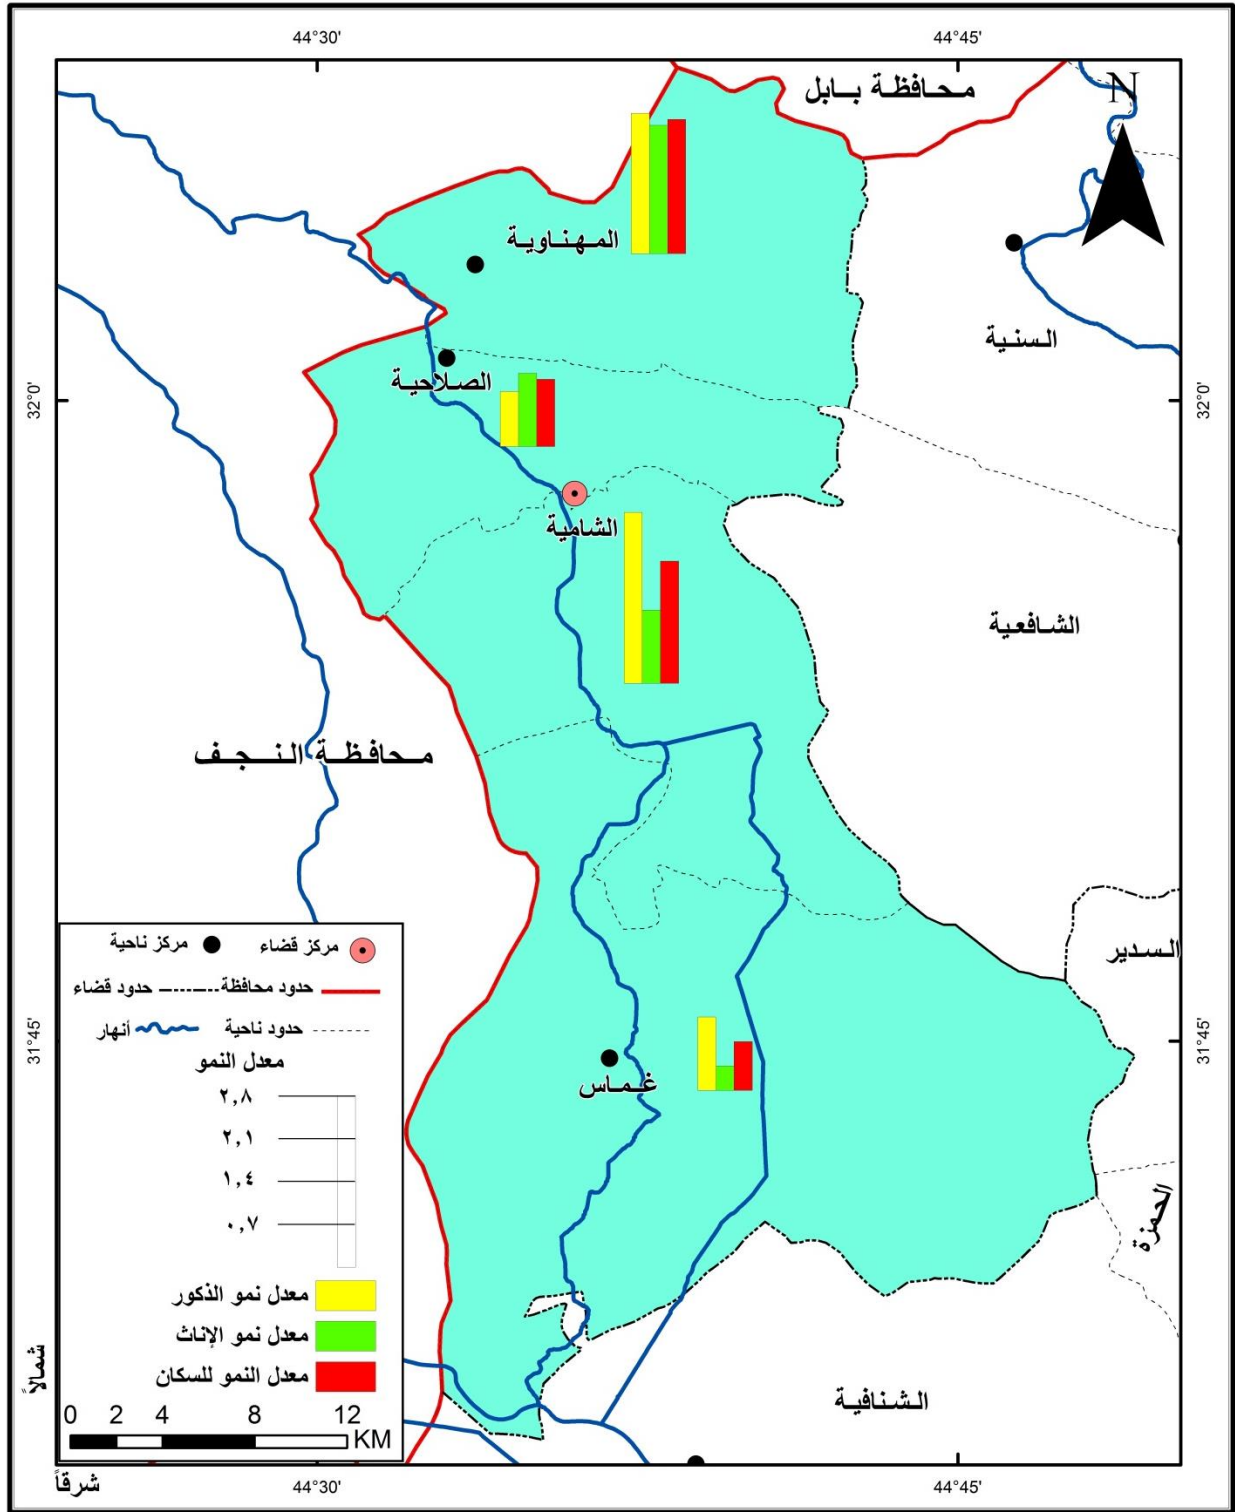 44°30'
44°45'
محافظة بابل
N
المهناوية
السنية
الصلاحية
32°0'
32°0'
الشامية
الشافعية
محافظة النجف
السدير
مركز قضاء
مركز ناحية
حدود محافظة
حدود قضاء
حدود ناحية
أنهار
31°45'
31°45'
غماس
معدل النمو
٢,٨
٢,١
١,٤
٠,٧
الحمزة
معدل نمو الذكور
معدل نمو الإناث
معدل النمو للسكان
شمالاً
الشنافية
0 2 4 8 12
KM
شرقاً
44°30'
44°45'